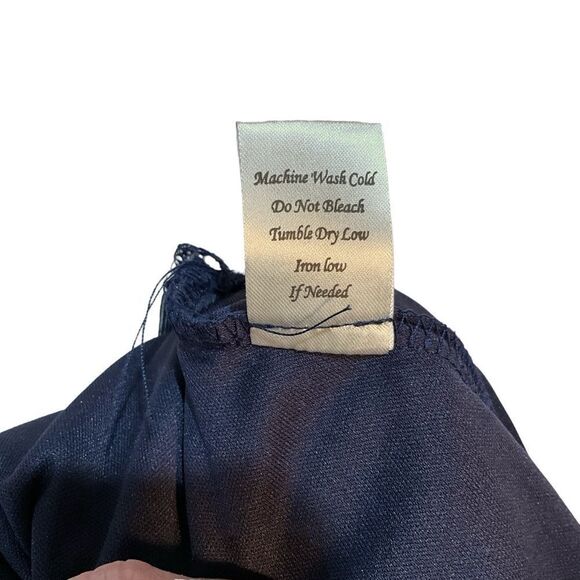 Machine Wash Cold
Do Not Bleach
Tumble Dry Low
Iron low
If Needed